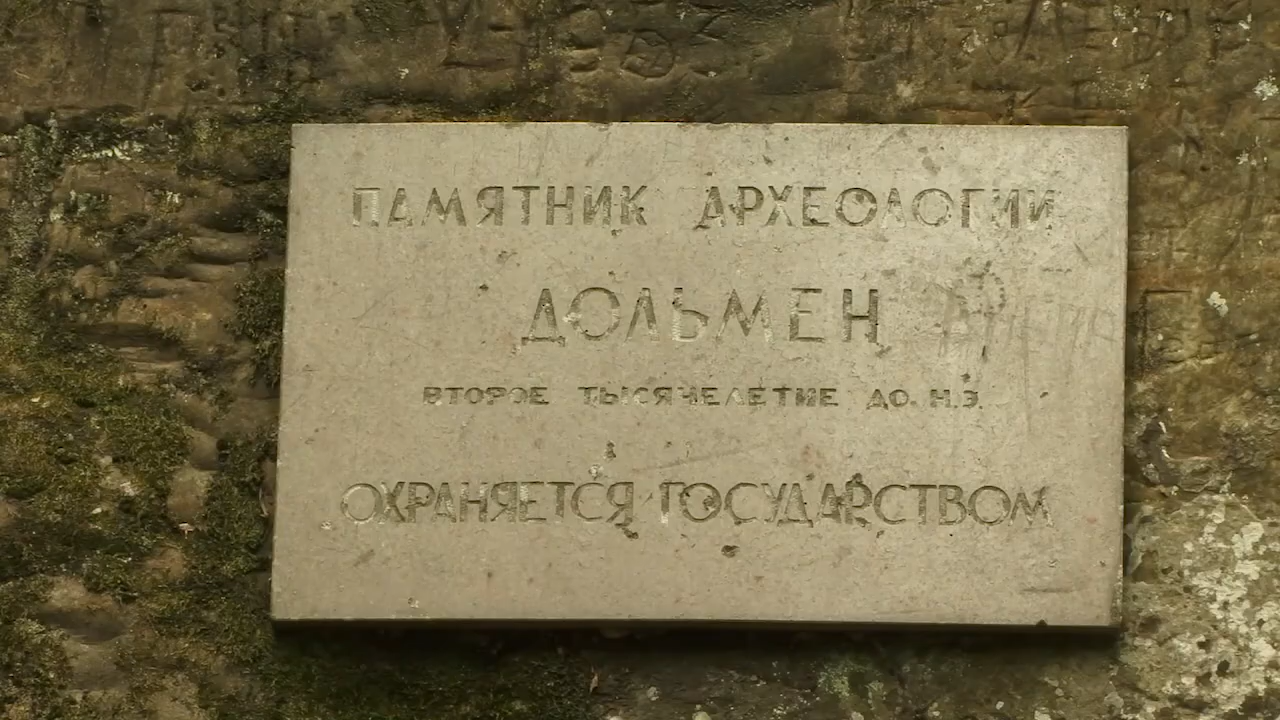 ПАМЯТНИК АРХЕОЛОГИИ
ДОЛЬМЕН
ВТОРОЕ ТЫСЯЧЕЛЕТИЕ ДО. Н.Э.
ОХРАНЯЕТСЯ ГОСУДАРСТВОМ